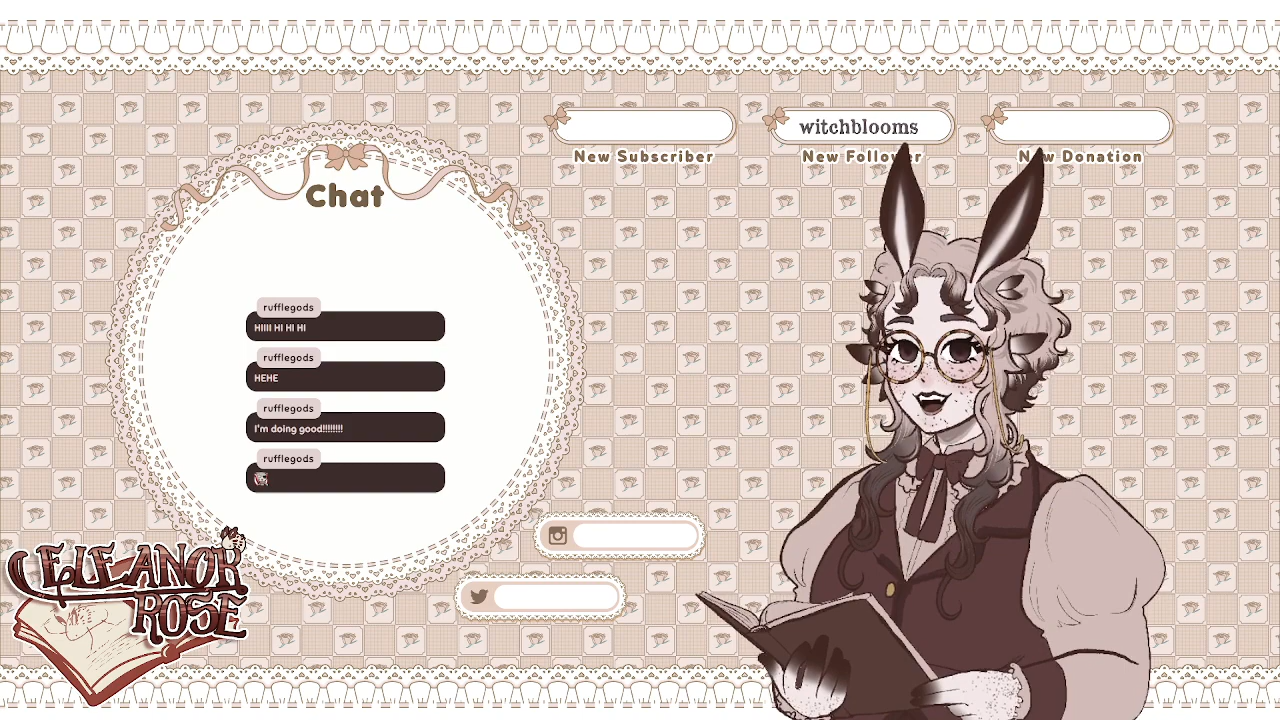 witchblooms
New Subscriber
New Follower
New Donation
Chat
rufflegods
HIIII HI HI HI
rufflegods
HEHE
rufflegods
I'm doing good!!!!!!!!
rufflegods
ELEANOR
ROSE